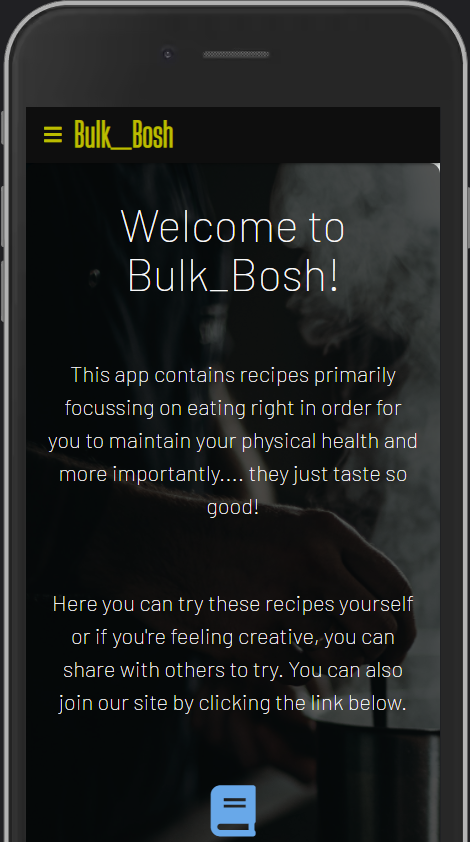 Bulk_Bosh
Welcome to
Bulk_Bosh!
This app contains recipes primarily
focussing on eating right in order for
you to maintain your physical health and
more importantly.... they just taste so
good!
Here you can try these recipes yourself
or if you're feeling creative, you can
share with others to try. You can also
join our site by clicking the link below.